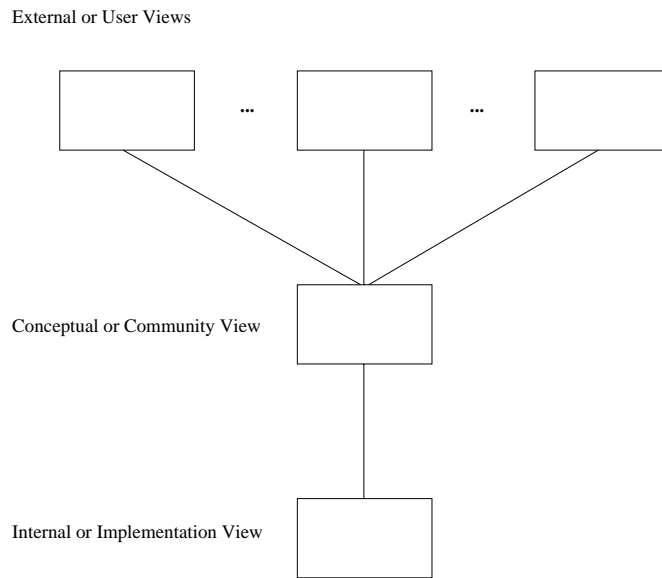 External or User Views
... ...
Conceptual or Community View
Internal or Implementation View